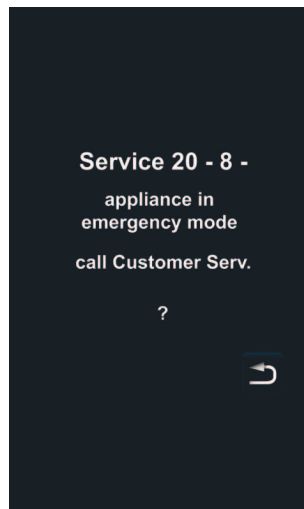 Service 20 - 8 -
appliance in
emergency mode
call Customer Serv.
?